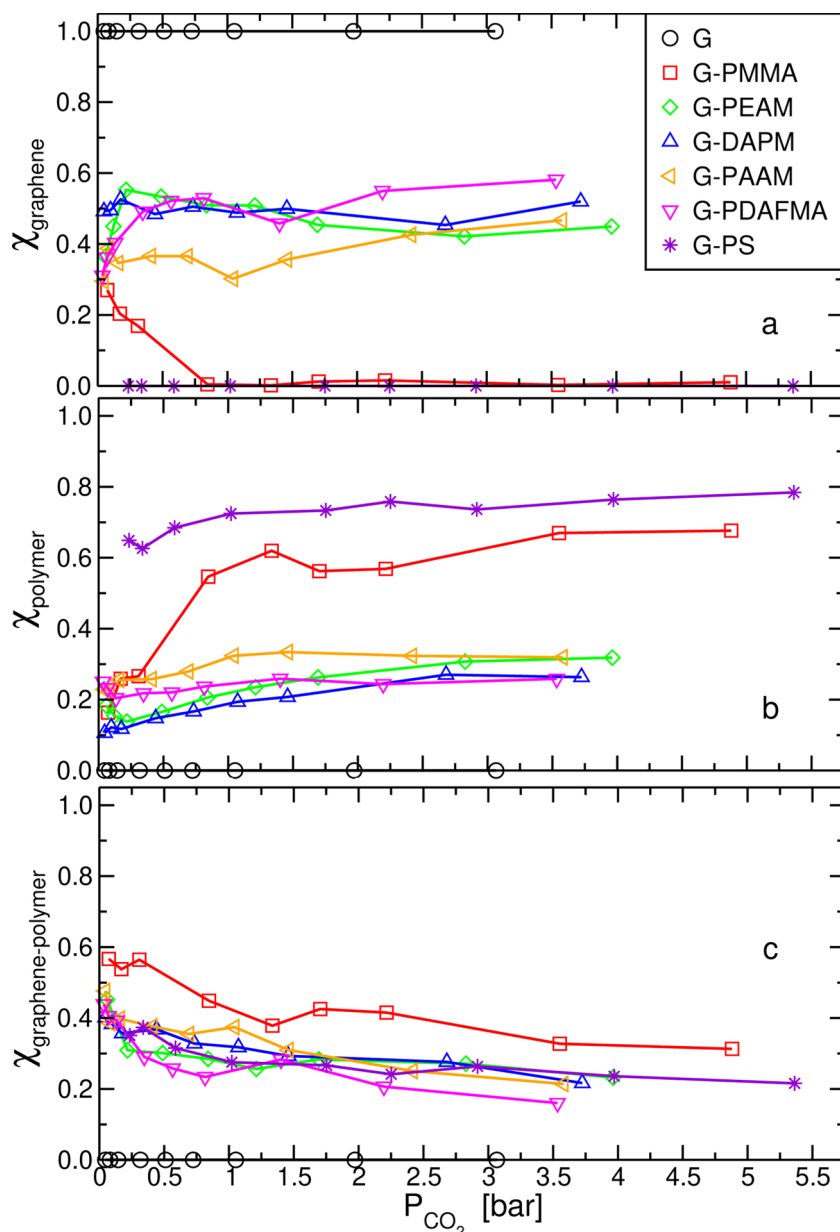 1.0
0.8
0.6
0.4
0.2
0.0
χgraphene
G
G-PMMA
G-PEAM
G-DAPM
G-PAAM
G-PDAFMA
G-PS
a
1.0
0.8
0.6
0.4
0.2
0.0
χpolymer
b
1.0
0.8
0.6
0.4
0.2
0.0
χgraphene-polymer
c
0 0.5 1 1.5 2 2.5 3 3.5 4 4.5 5 5.5
PCO2 [bar]